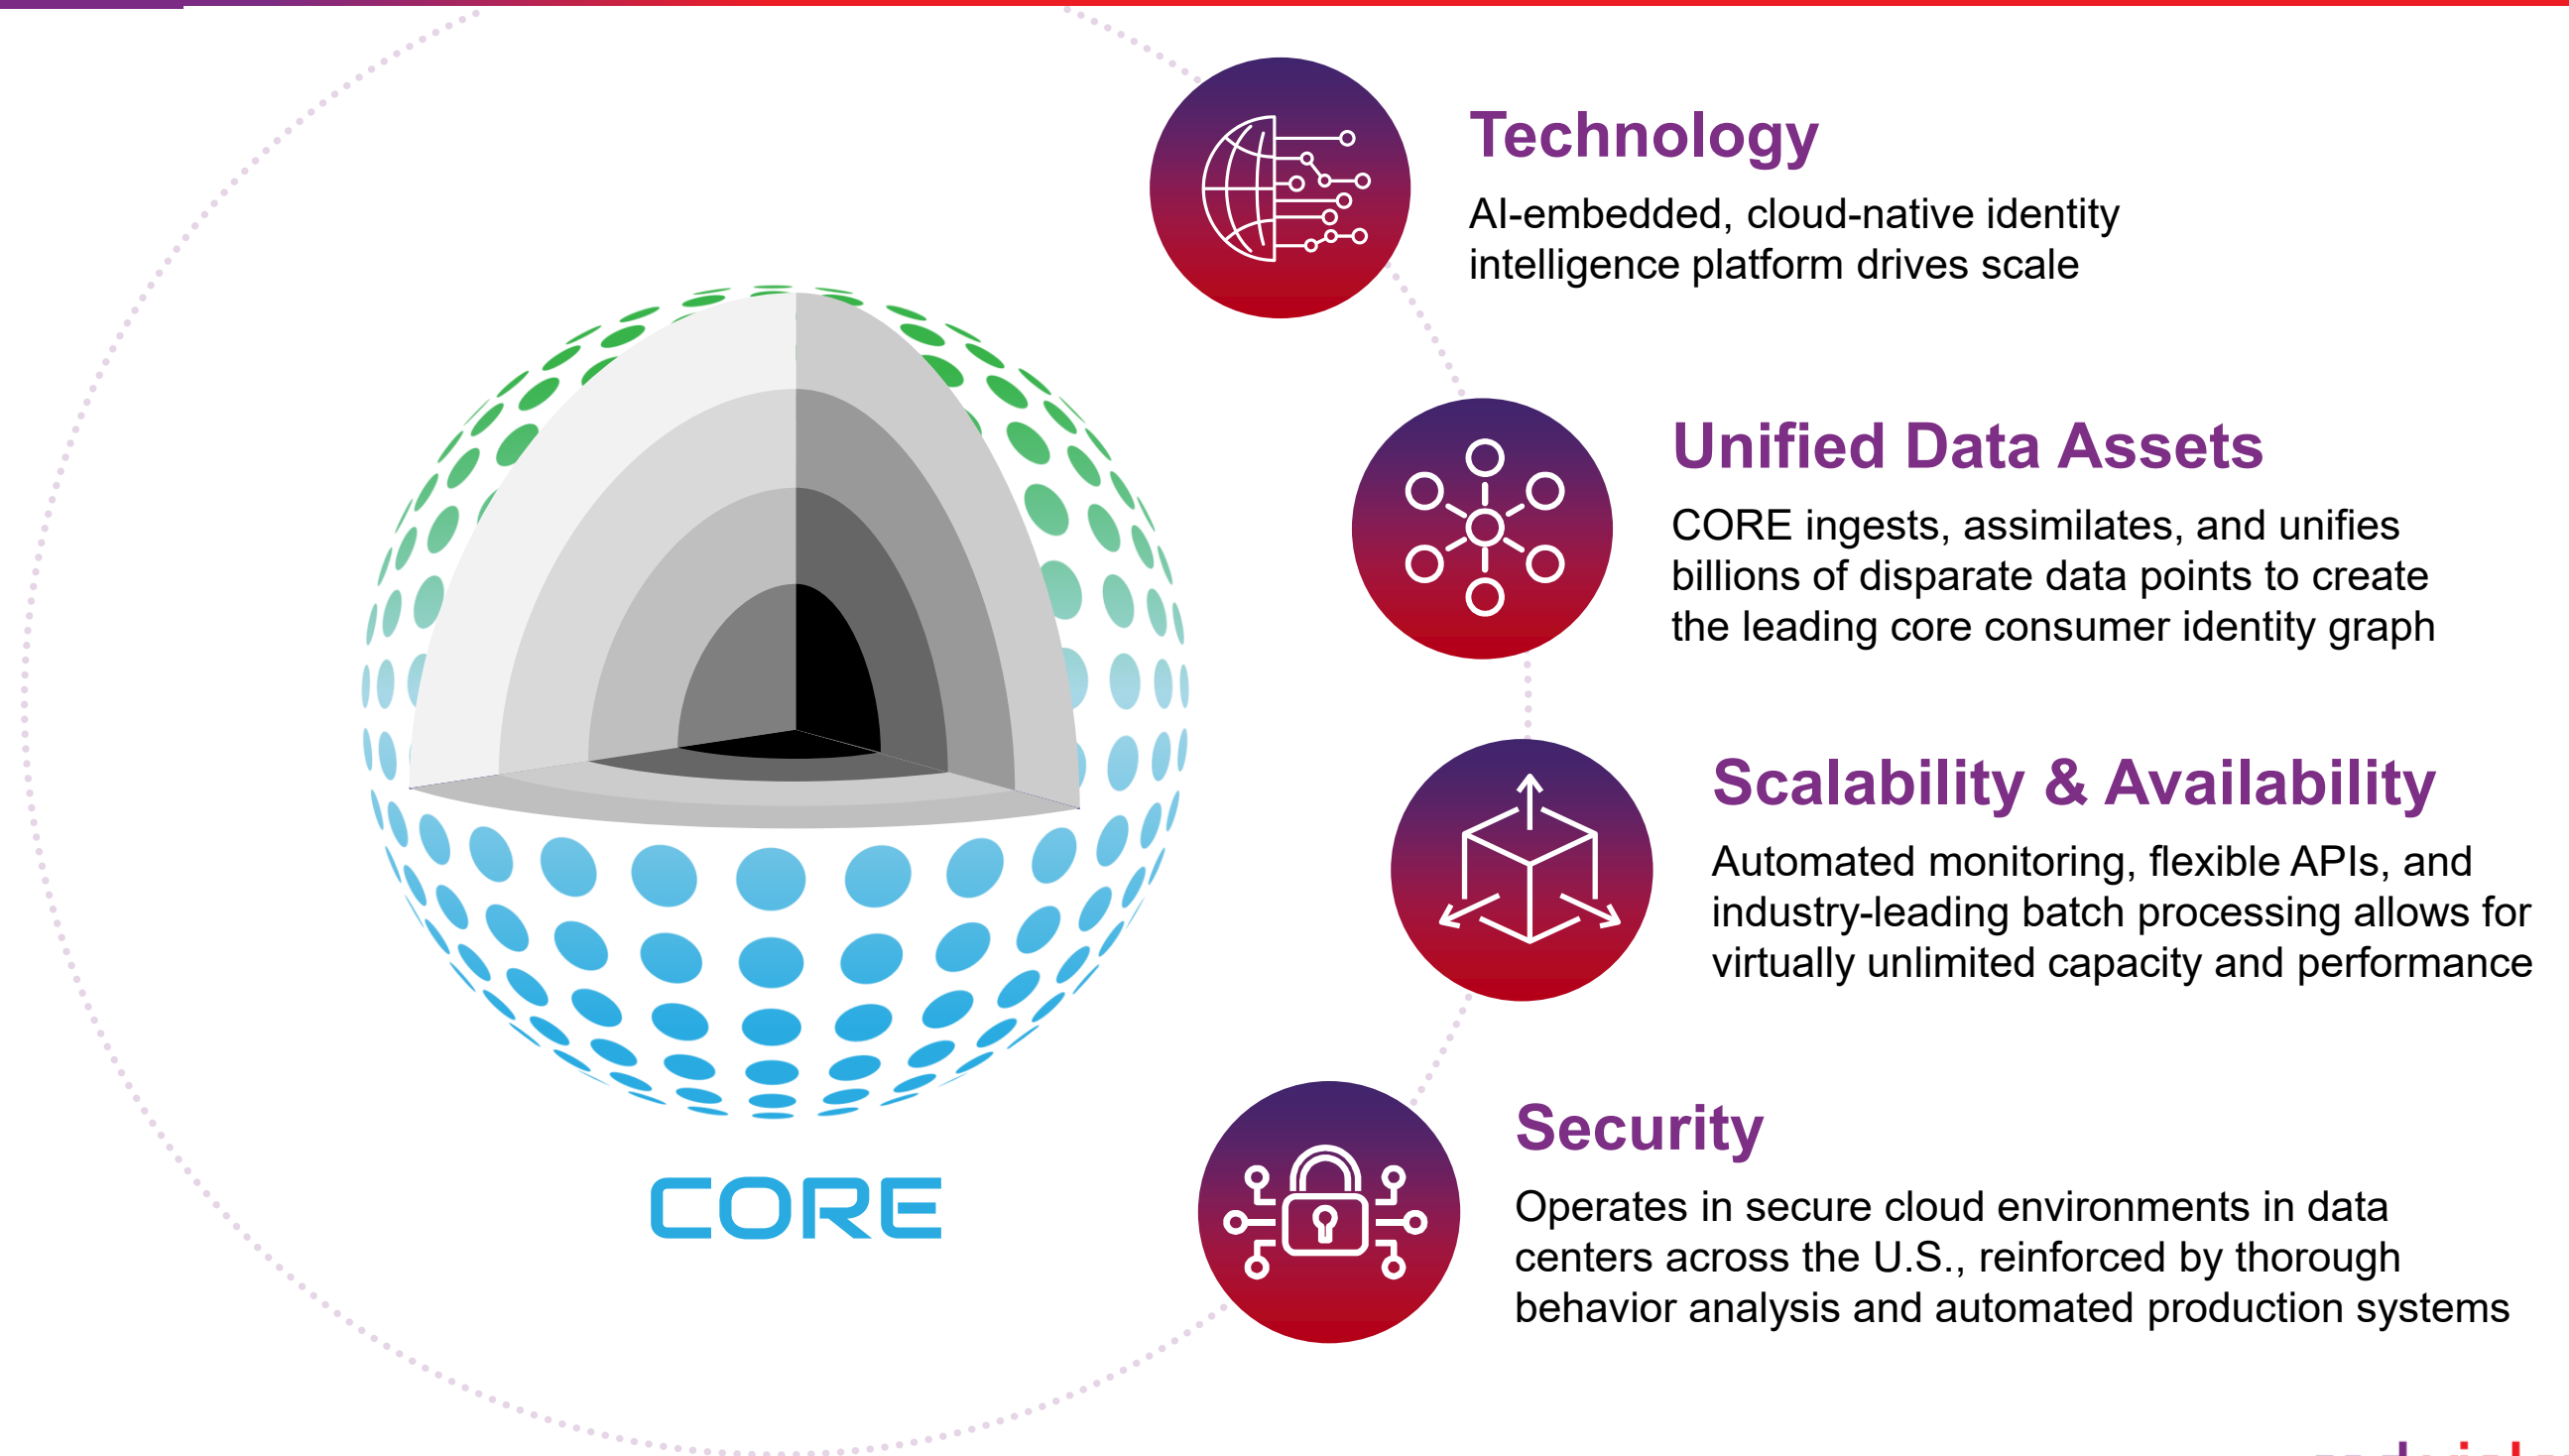 Technology
AI-embedded, cloud-native identity
intelligence platform drives scale
Unified Data Assets
CORE ingests, assimilates, and unifies
billions of disparate data points to create
the leading core consumer identity graph
Scalability & Availability
Automated monitoring, flexible APIs, and
industry-leading batch processing allows for
virtually unlimited capacity and performance
CORE
Security
Operates in secure cloud environments in data
centers across the U.S., reinforced by thorough
behavior analysis and automated production systems